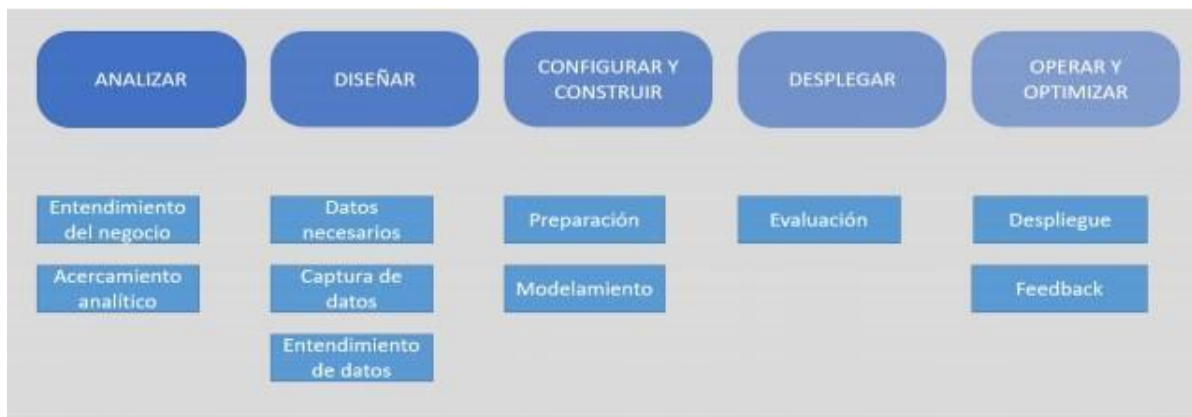 ANALIZAR
DISEÑAR
CONFIGURAR Y
CONSTRUIR
DESPLEGAR
OPERAR Y
OPTIMIZAR
Entendimiento
del negocio
Datos
necesarios
Preparación
Evaluación
Despliegue
Acercamiento
analítico
Captura de
datos
Modelamiento
Feedback
Entendimiento
de datos